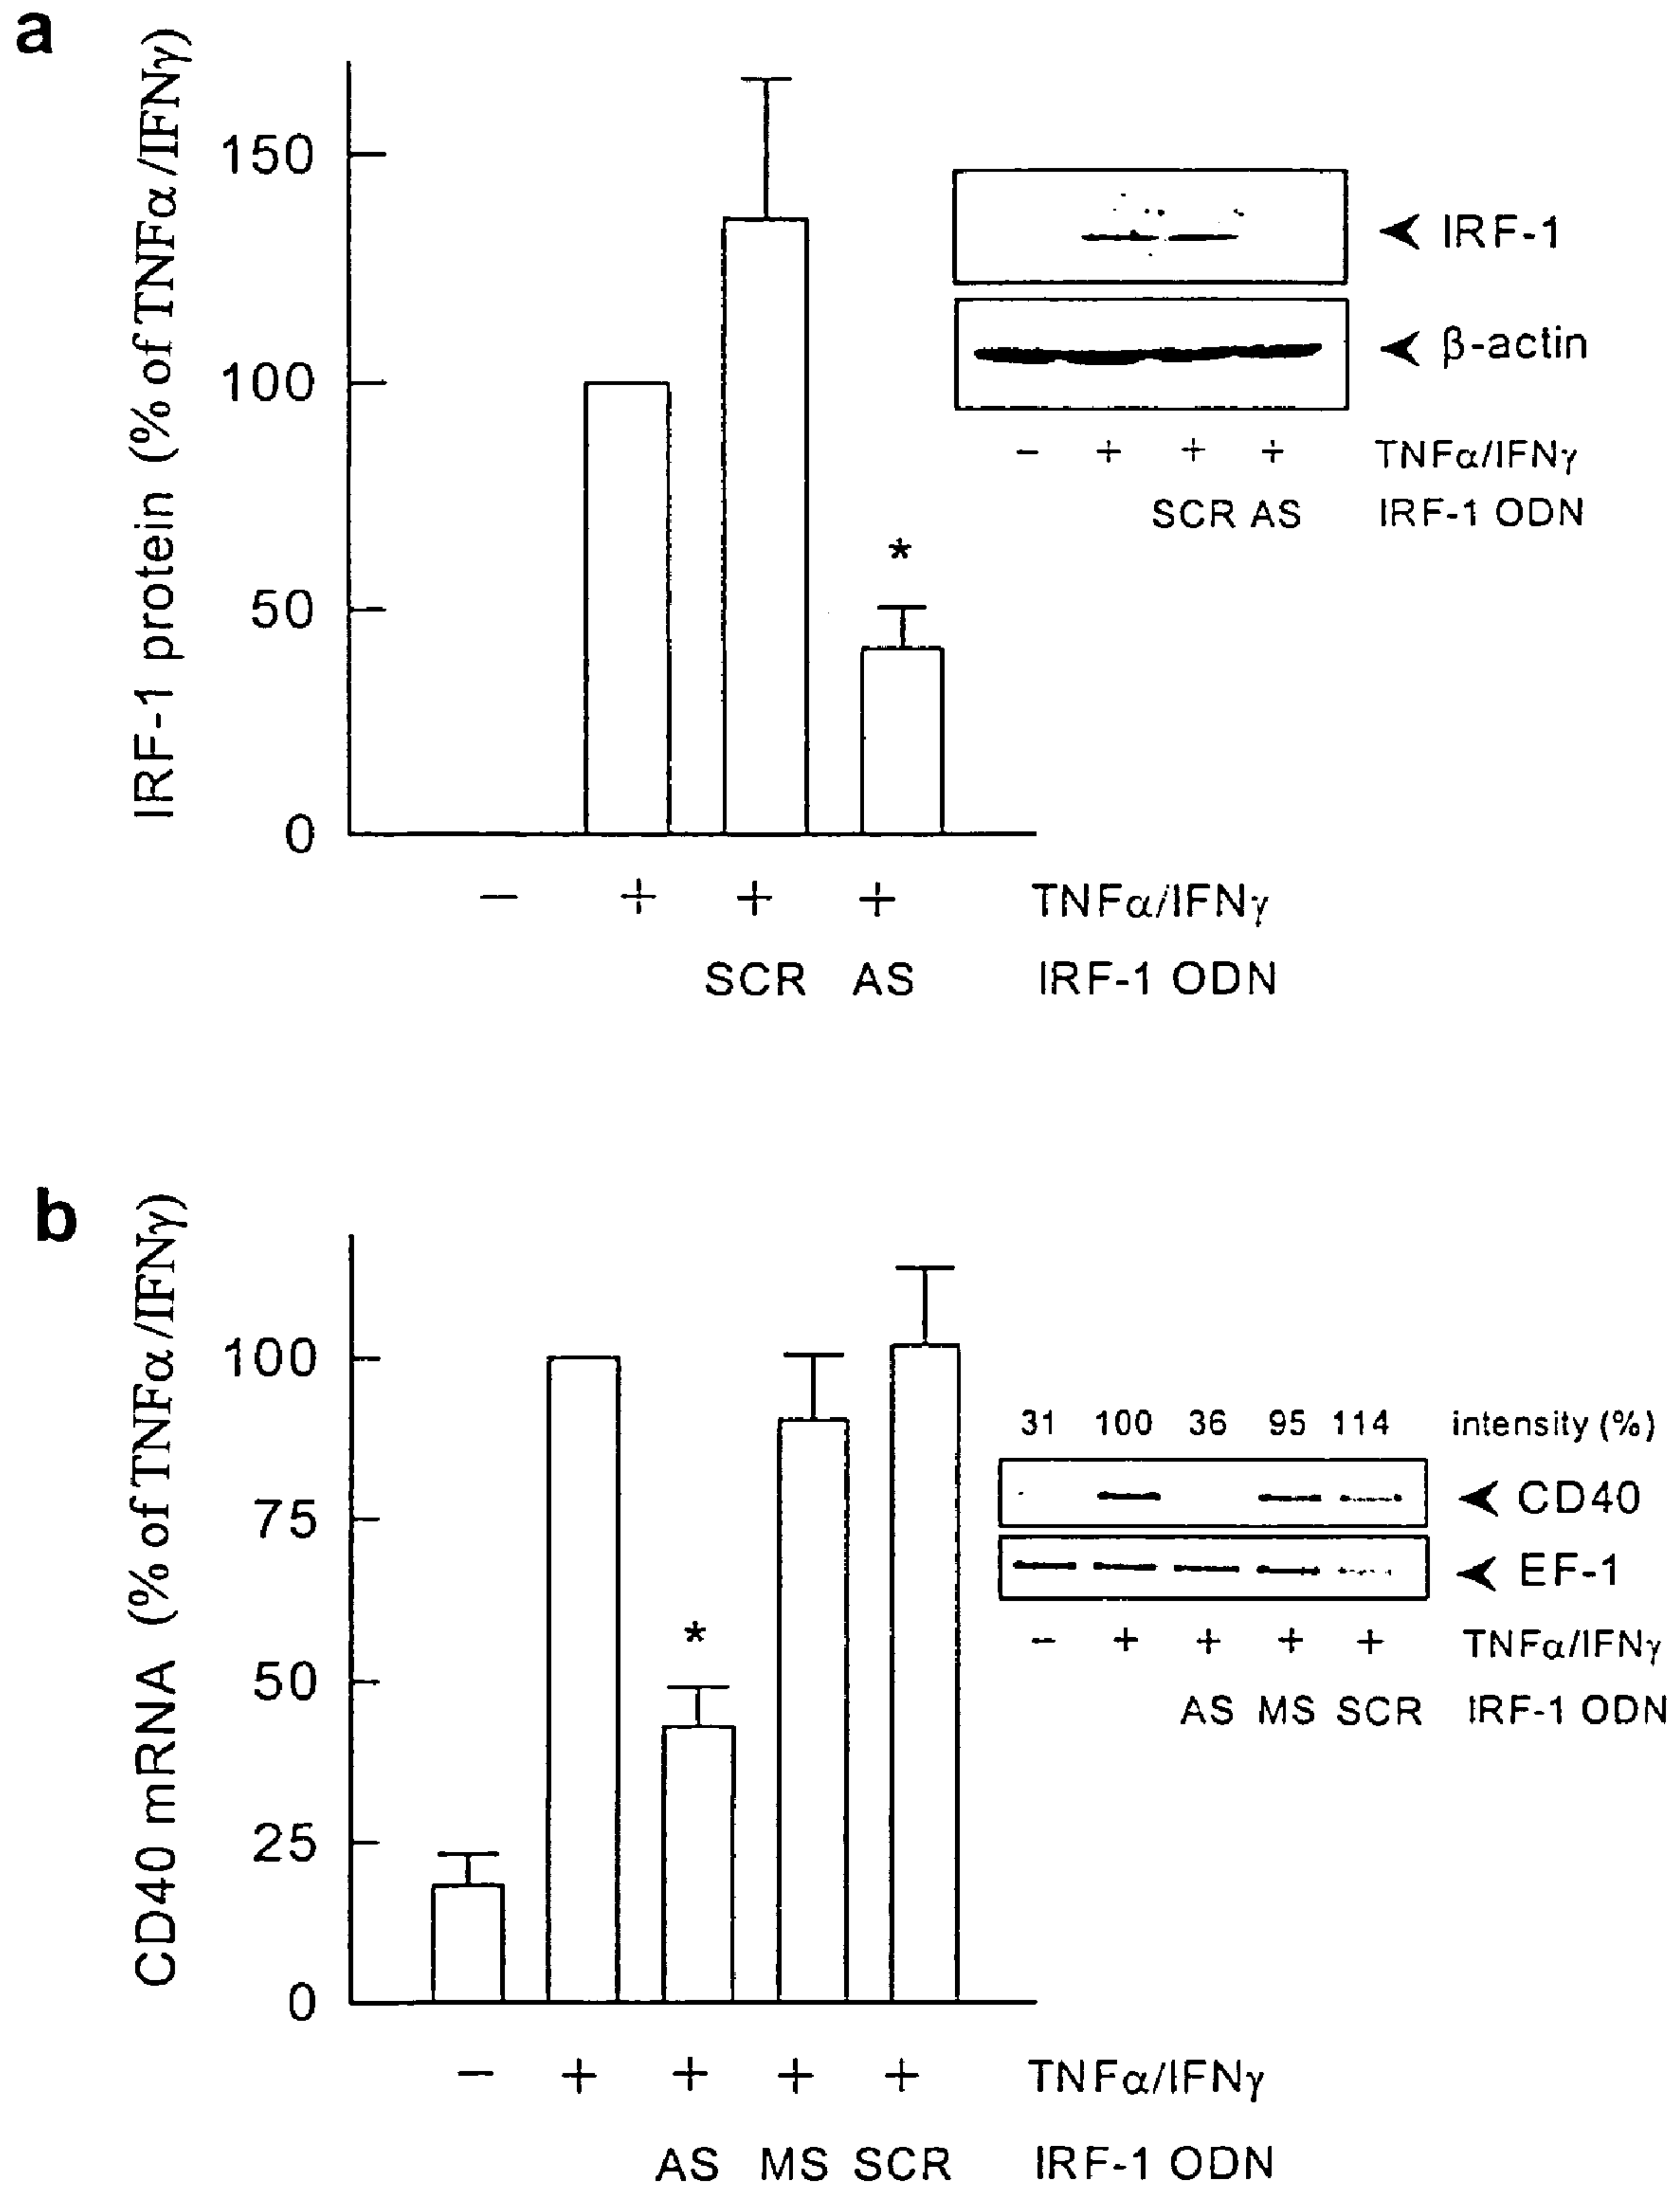 a
IRF-1 protein (% of TNFα/IFNγ)
150
100
50
0
*
IRF-1
β-actin
− + + + TNFα/IFNγ
SCR AS IRF-1 ODN
− + + + TNFα/IFNγ
SCR AS IRF-1 ODN
b
CD40 mRNA (% of TNFα/IFNγ)
100
75
50
25
0
*
31 100 36 95 114 intensity (%)
CD40
EF-1
− + + + + TNFα/IFNγ
AS MS SCR IRF-1 ODN
− + + + + TNFα/IFNγ
AS MS SCR IRF-1 ODN